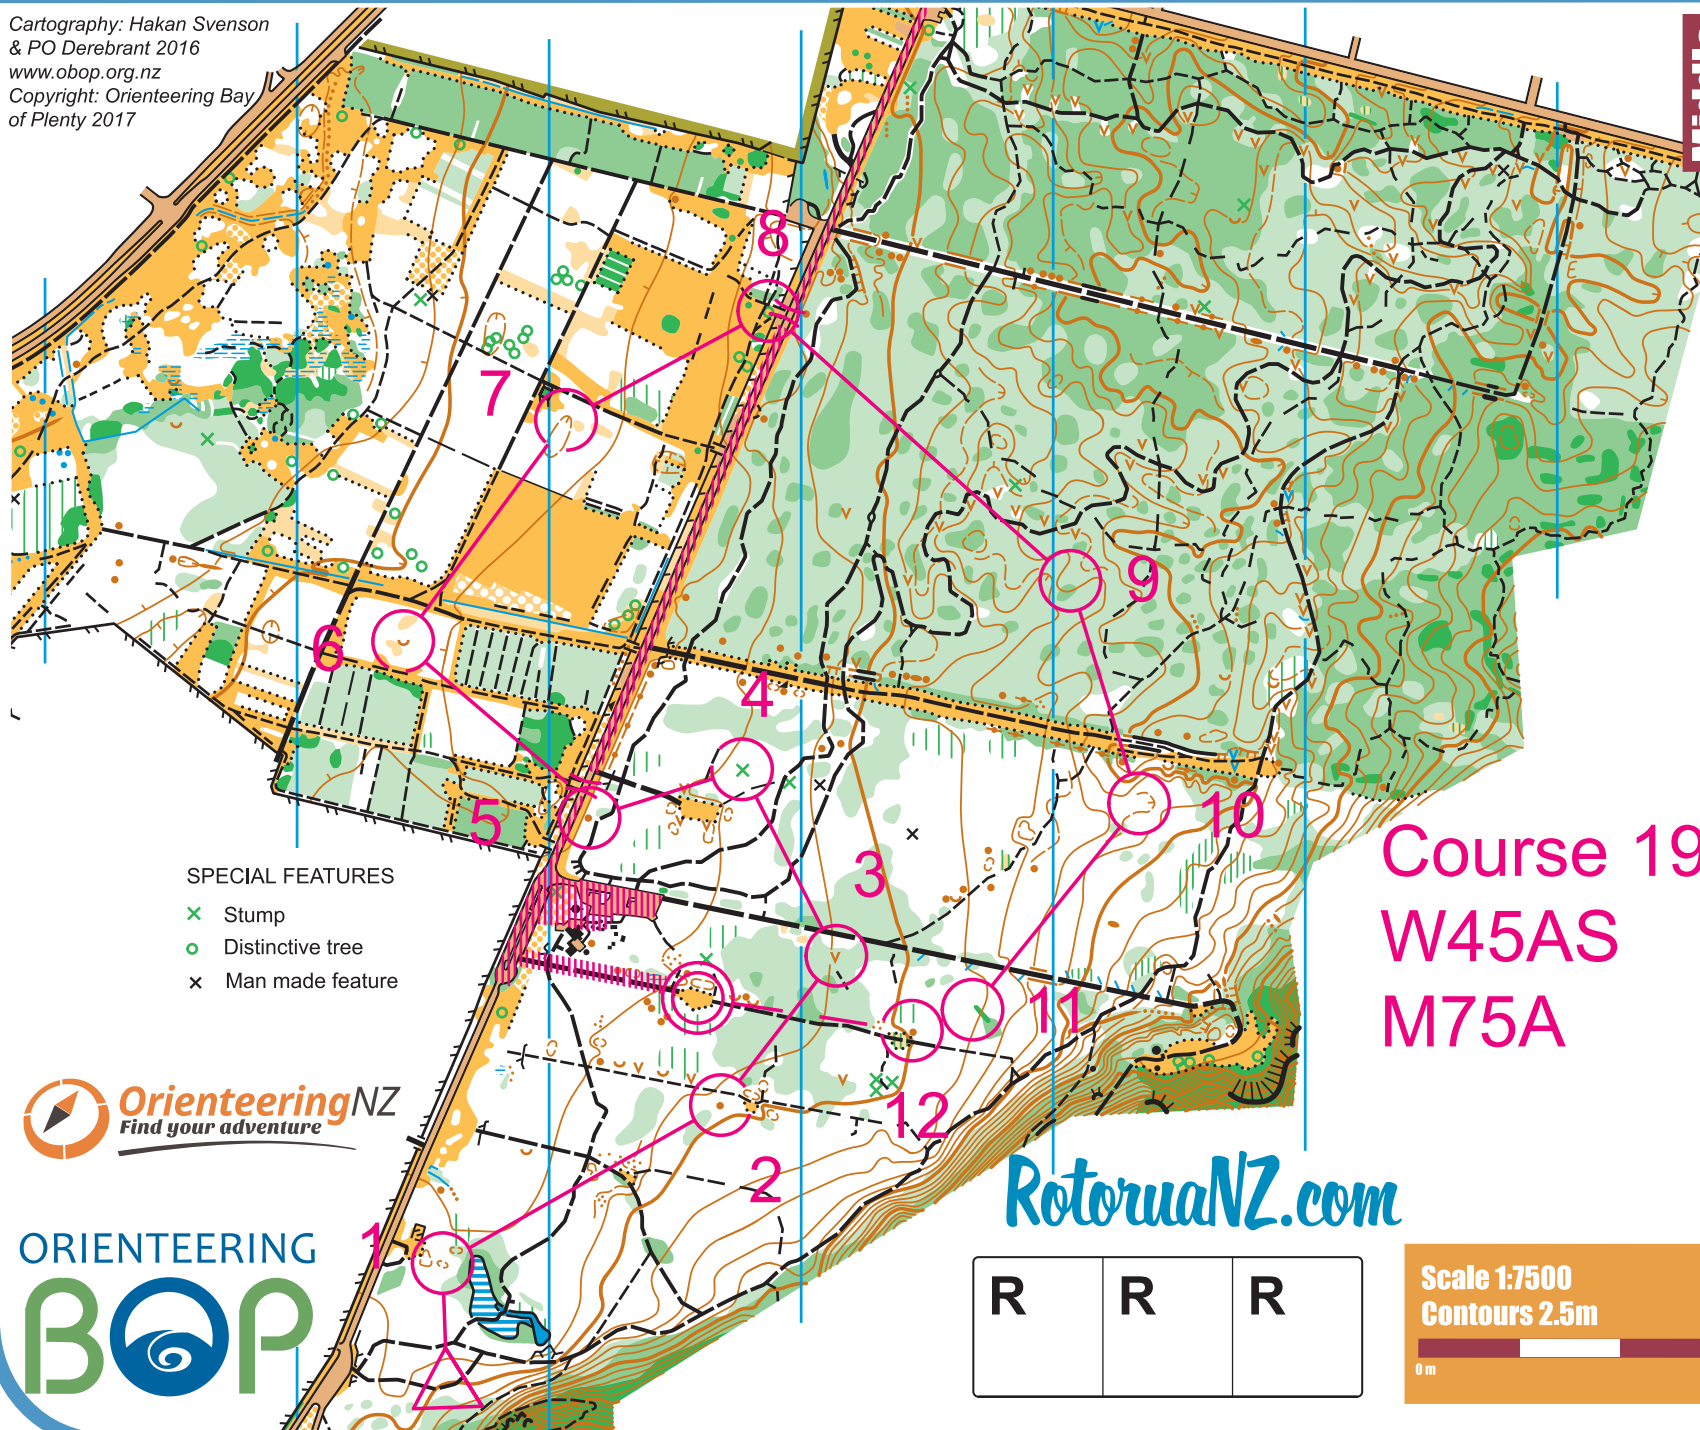 Cartography: Hakan Svenson
& PO Derebrant 2016
www.obop.org.nz
Copyright: Orienteering Bay
of Plenty 2017
8
7
9
6
4
10
5
3
Course 19
W45AS
M75A
SPECIAL FEATURES
Stump
Distinctive tree
Man made feature
11
12
2
1
OrienteeringNZ
Find your adventure
RotoruaNZ.com
ORIENTEERING
BOP
R R R
Scale 1:7500
Contours 2.5m
0 m